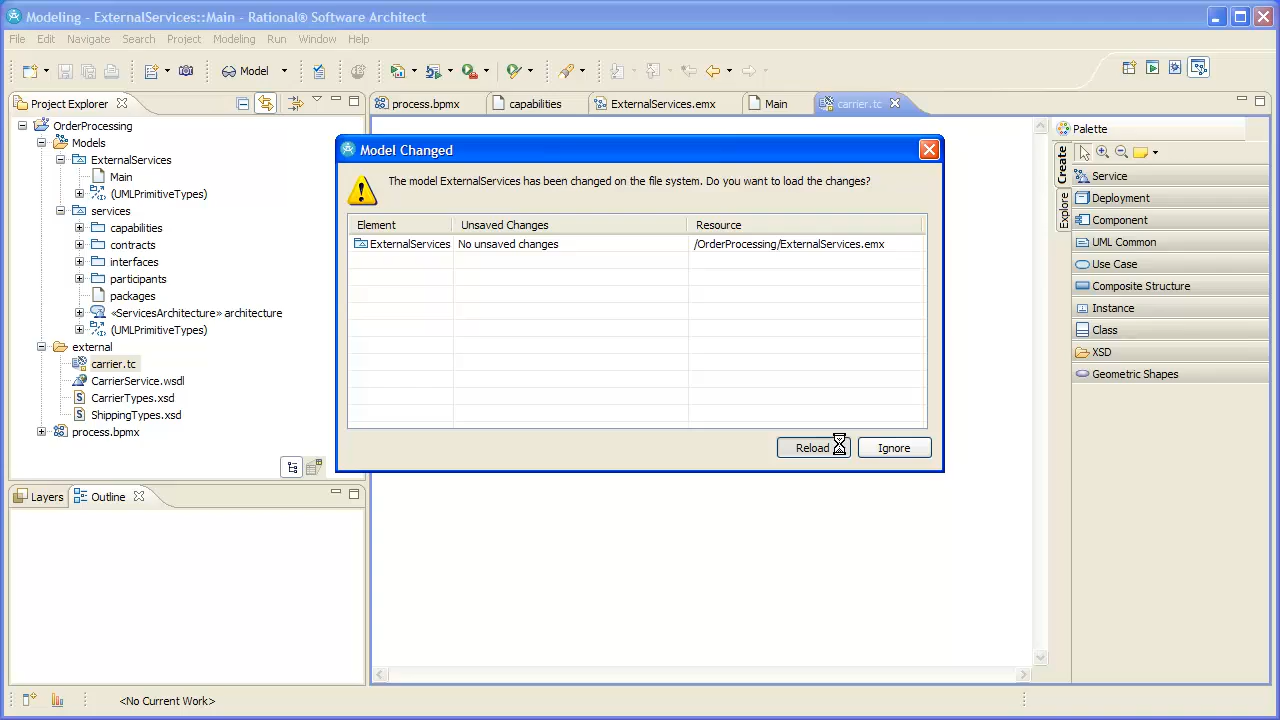 Modeling - ExternalServices::Main - Rational® Software Architect
File Edit Navigate Search Project Modeling Run Window Help
Model
Project Explorer
process.bpmx
capabilities
ExternalServices.emx
Main
carrier.tc
OrderProcessing
Models
ExternalServices
Main
(UMLPrimitiveTypes)
services
capabilities
contracts
interfaces
participants
packages
«ServicesArchitecture» architecture
(UMLPrimitiveTypes)
external
carrier.tc
CarrierService.wsdl
CarrierTypes.xsd
ShippingTypes.xsd
process.bpmx
Layers
Outline
Model Changed
The model ExternalServices has been changed on the file system. Do you want to load the changes?
Element Unsaved Changes Resource
ExternalServices No unsaved changes /OrderProcessing/ExternalServices.emx
Reload Ignore
Palette
Create
Explore
Service
Deployment
Component
UML Common
Use Case
Composite Structure
Instance
Class
XSD
Geometric Shapes
<No Current Work>